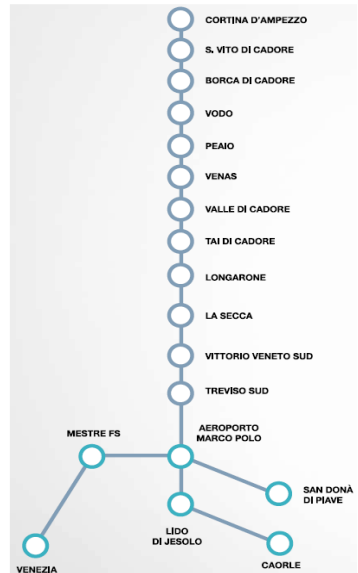 CORTINA D'AMPEZZO
S. VITO DI CADORE
BORCA DI CADORE
VODO
PEAIO
VENAS
VALLE DI CADORE
TAI DI CADORE
LONGARONE
LA SECCA
VITTORIO VENETO SUD
TREVISO SUD
AEROPORTO
MARCO POLO
MESTRE FS
SAN DONÀ
DI PIAVE
LIDO
DI JESOLO
CAORLE
VENEZIA